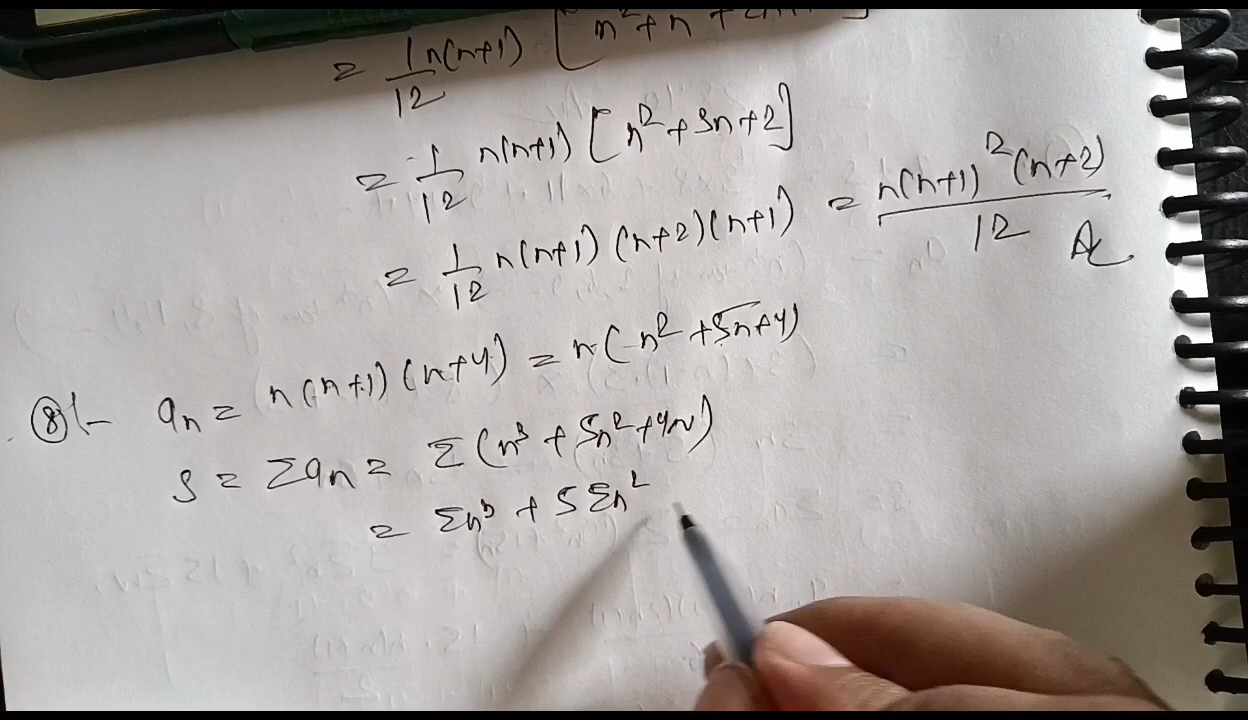 = 1/12 n(n+1) [n²+n+
= 1/12 n(n+1) [n²+3n+2]
= 1/12 n(n+1) (n+2)(n+1) = n(n+1)²(n+2)/12
⑧:- aₙ = n(n+1)(n+4) = n(n²+5n+4)
S = Σaₙ = Σ(n³+5n²+4n)
= Σn³ + 5Σn²